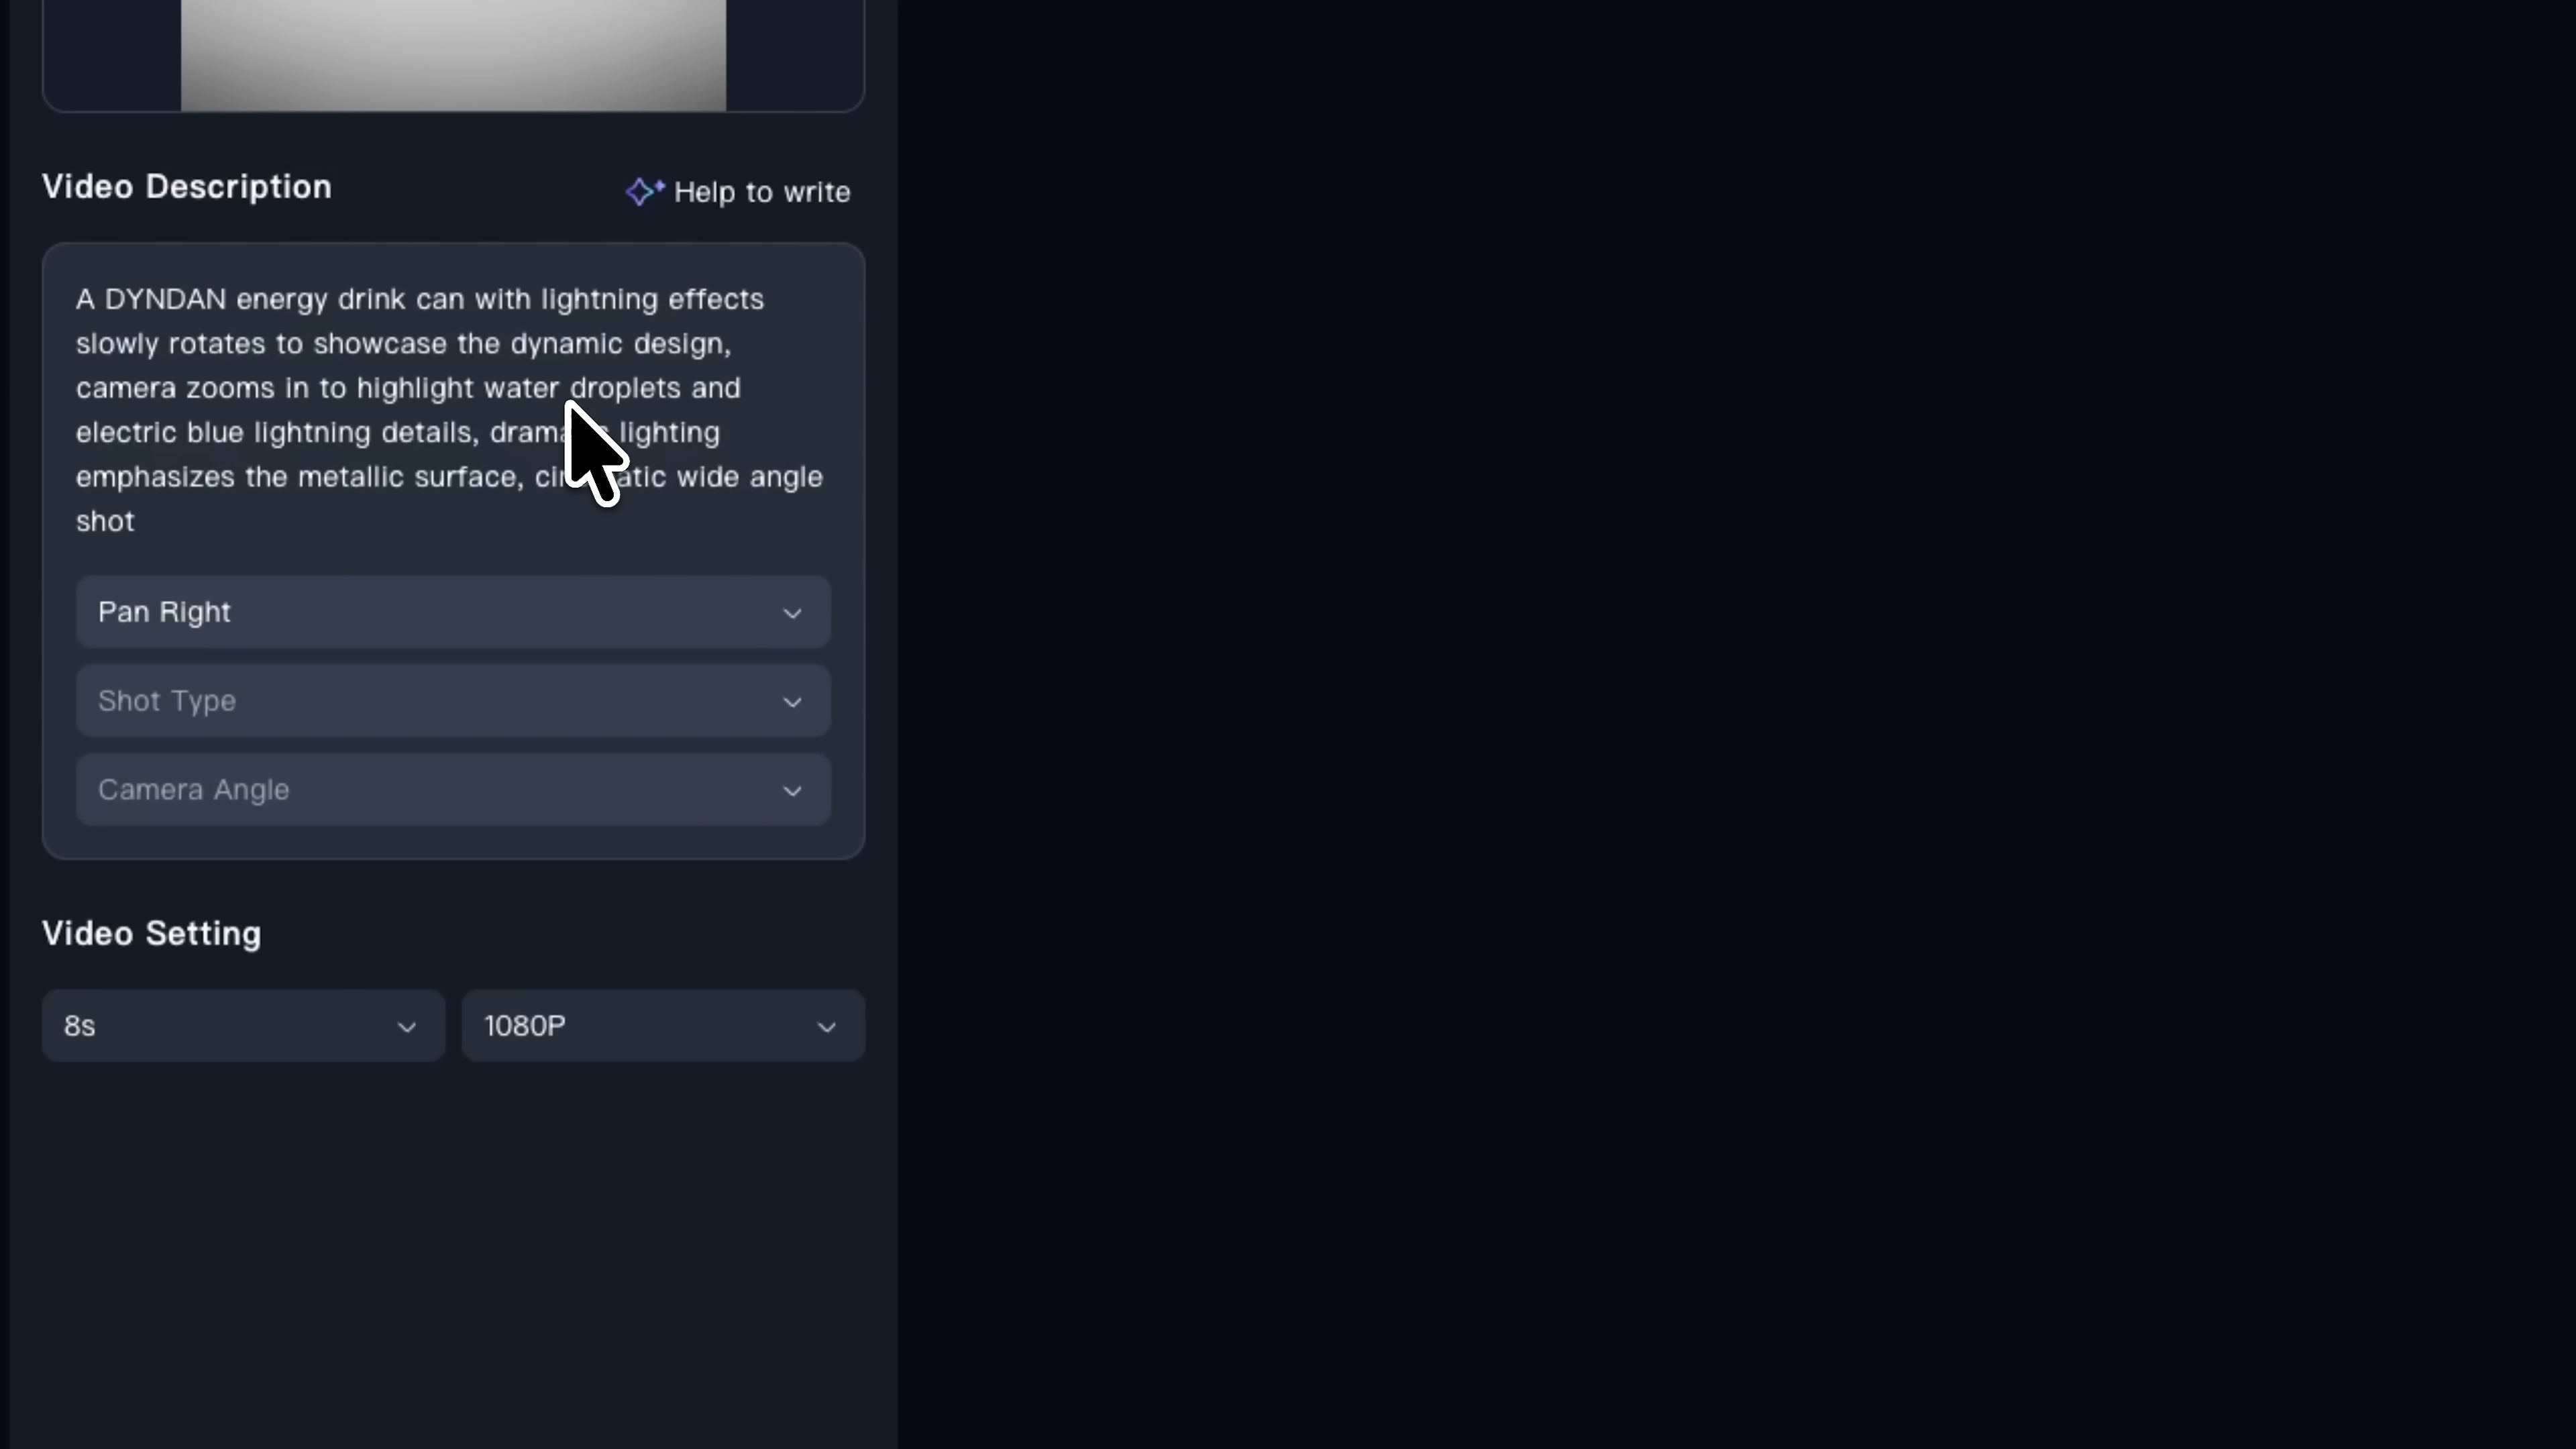 Video Description
Help to write
A DYNDAN energy drink can with lightning effects
slowly rotates to showcase the dynamic design,
camera zooms in to highlight water droplets and
electric blue lightning details, lighting
emphasizes the metallic surface, wide angle
shot
Pan Right
Shot Type
Camera Angle
Video Setting
8s
1080P